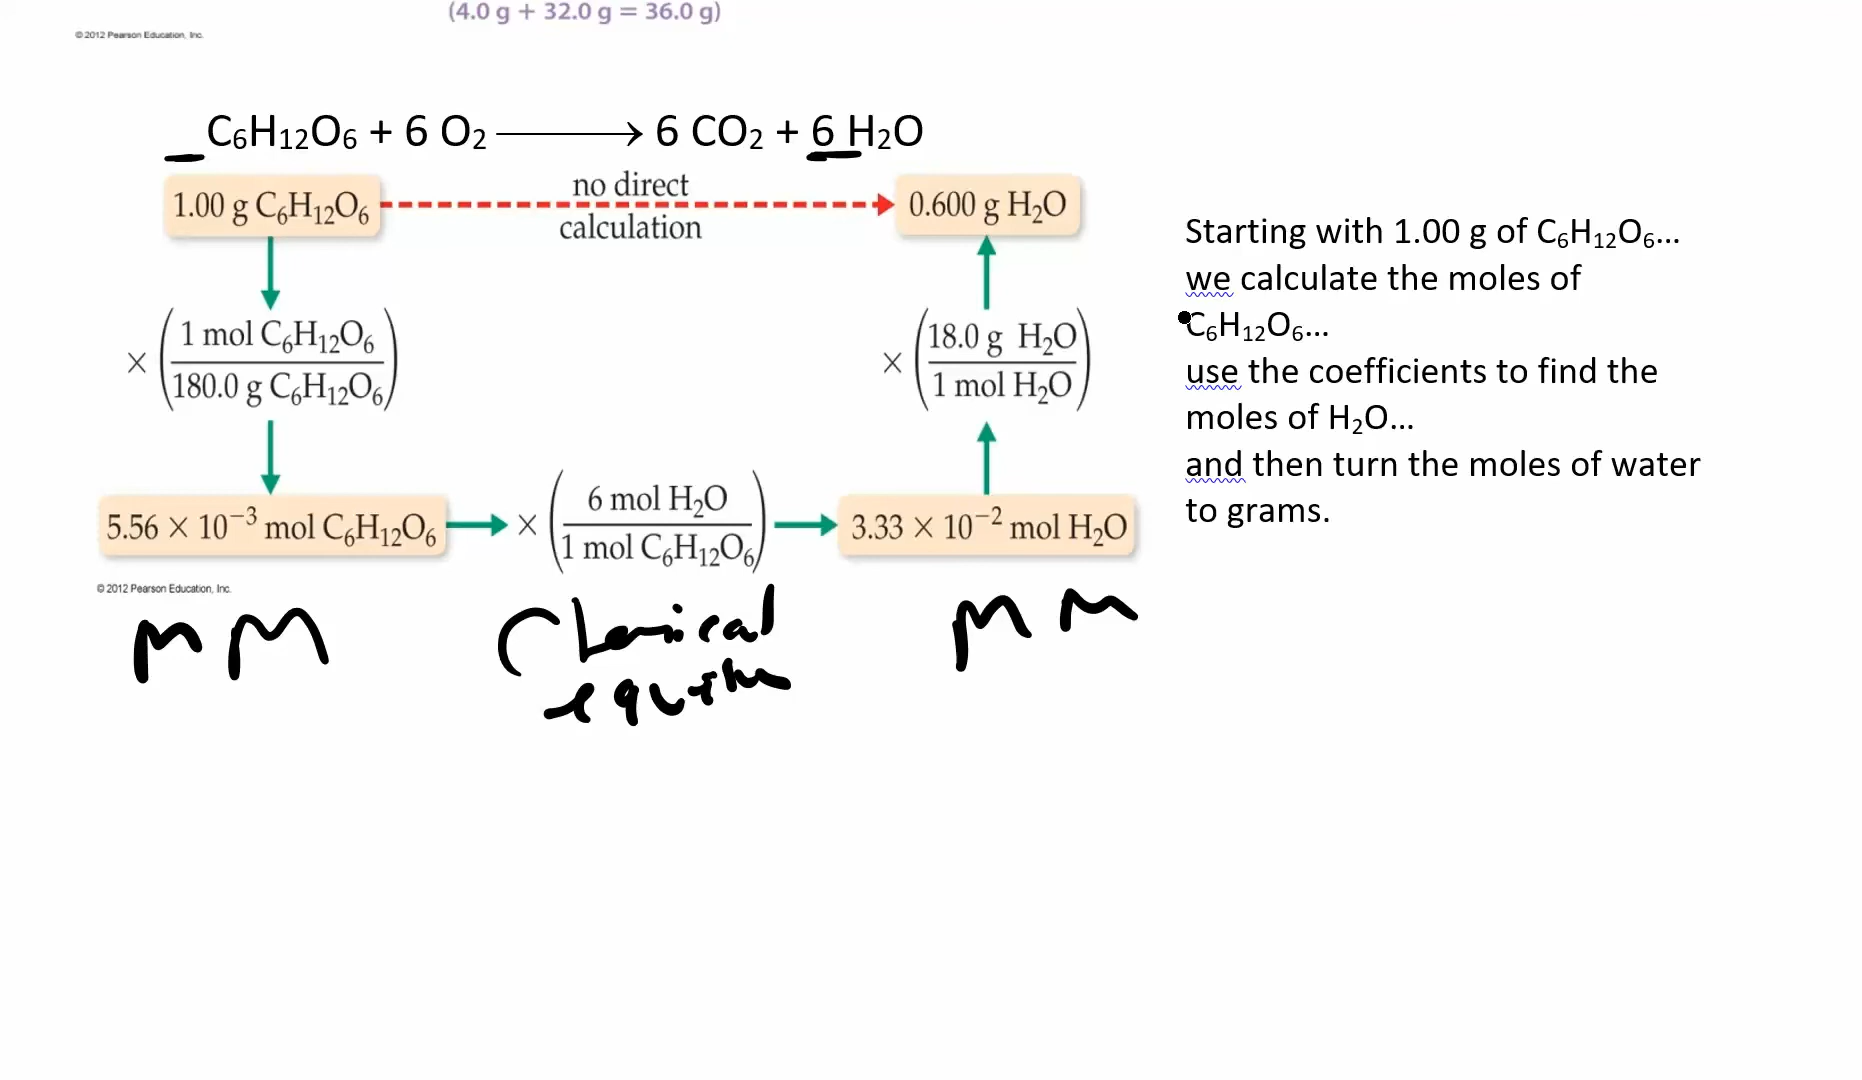 (4.0 g + 32.0 g = 36.0 g)
© 2012 Pearson Education, Inc.
_C₆H₁₂O₆ + 6 O₂ ⟶ 6 CO₂ + 6 H₂O
1.00 g C₆H₁₂O₆
no direct
calculation
0.600 g H₂O
× (1 mol C₆H₁₂O₆
180.0 g C₆H₁₂O₆)
× (18.0 g H₂O
1 mol H₂O)
5.56 × 10⁻³ mol C₆H₁₂O₆
× (6 mol H₂O
1 mol C₆H₁₂O₆)
3.33 × 10⁻² mol H₂O
© 2012 Pearson Education, Inc.
MM
Chemical
MM
Starting with 1.00 g of C₆H₁₂O₆…
we calculate the moles of
C₆H₁₂O₆…
use the coefficients to find the
moles of H₂O…
and then turn the moles of water
to grams.